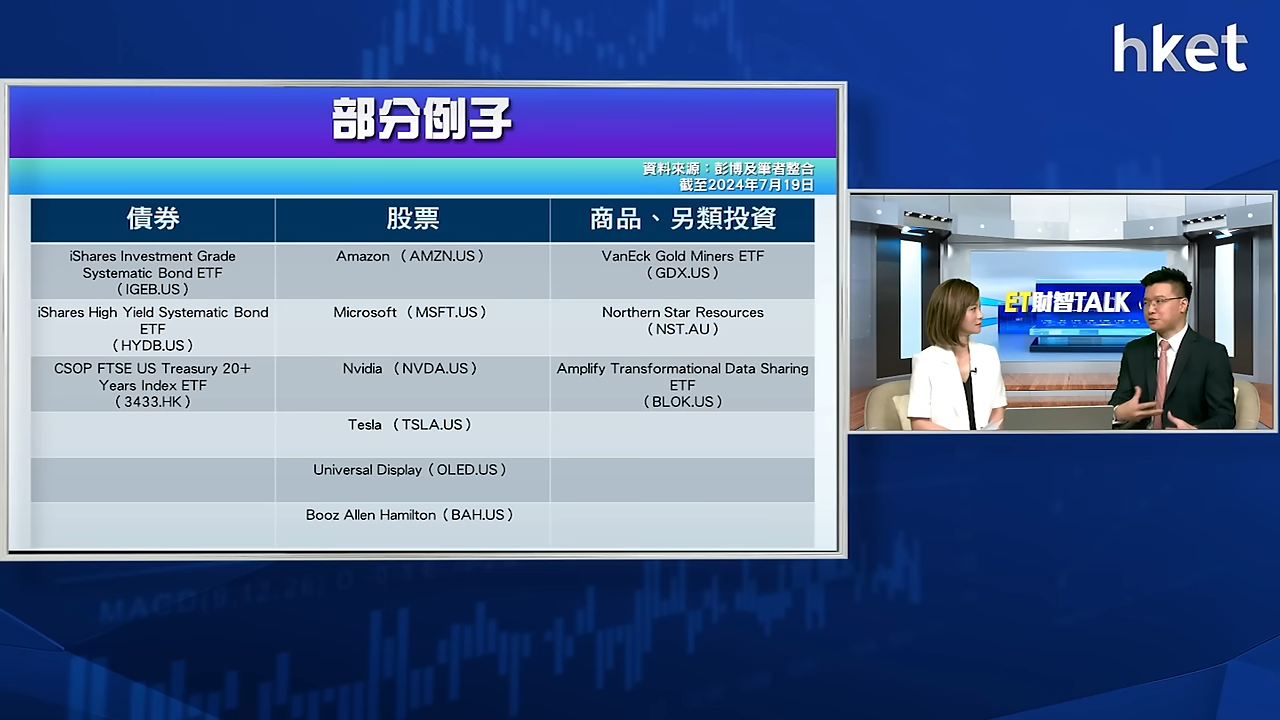 hket
部分例子
資料來源：彭博及筆者整合
截至2024年7月19日
債券
股票
商品、另類投資
iShares Investment Grade
Systematic Bond ETF
（IGEB.US）
Amazon （AMZN.US）
VanEck Gold Miners ETF
（GDX.US）
iShares High Yield Systematic Bond
ETF
（HYDB.US）
Microsoft（MSFT.US）
Northern Star Resources
（NST.AU）
CSOP FTSE US Treasury 20+
Years Index ETF
（3433.HK）
Nvidia （NVDA.US）
Amplify Transformational Data Sharing
ETF
（BLOK.US）
Tesla （TSLA.US）
Universal Display（OLED.US）
Booz Allen Hamilton（BAH.US）
ET財智TALK
MACD(9,12,26)